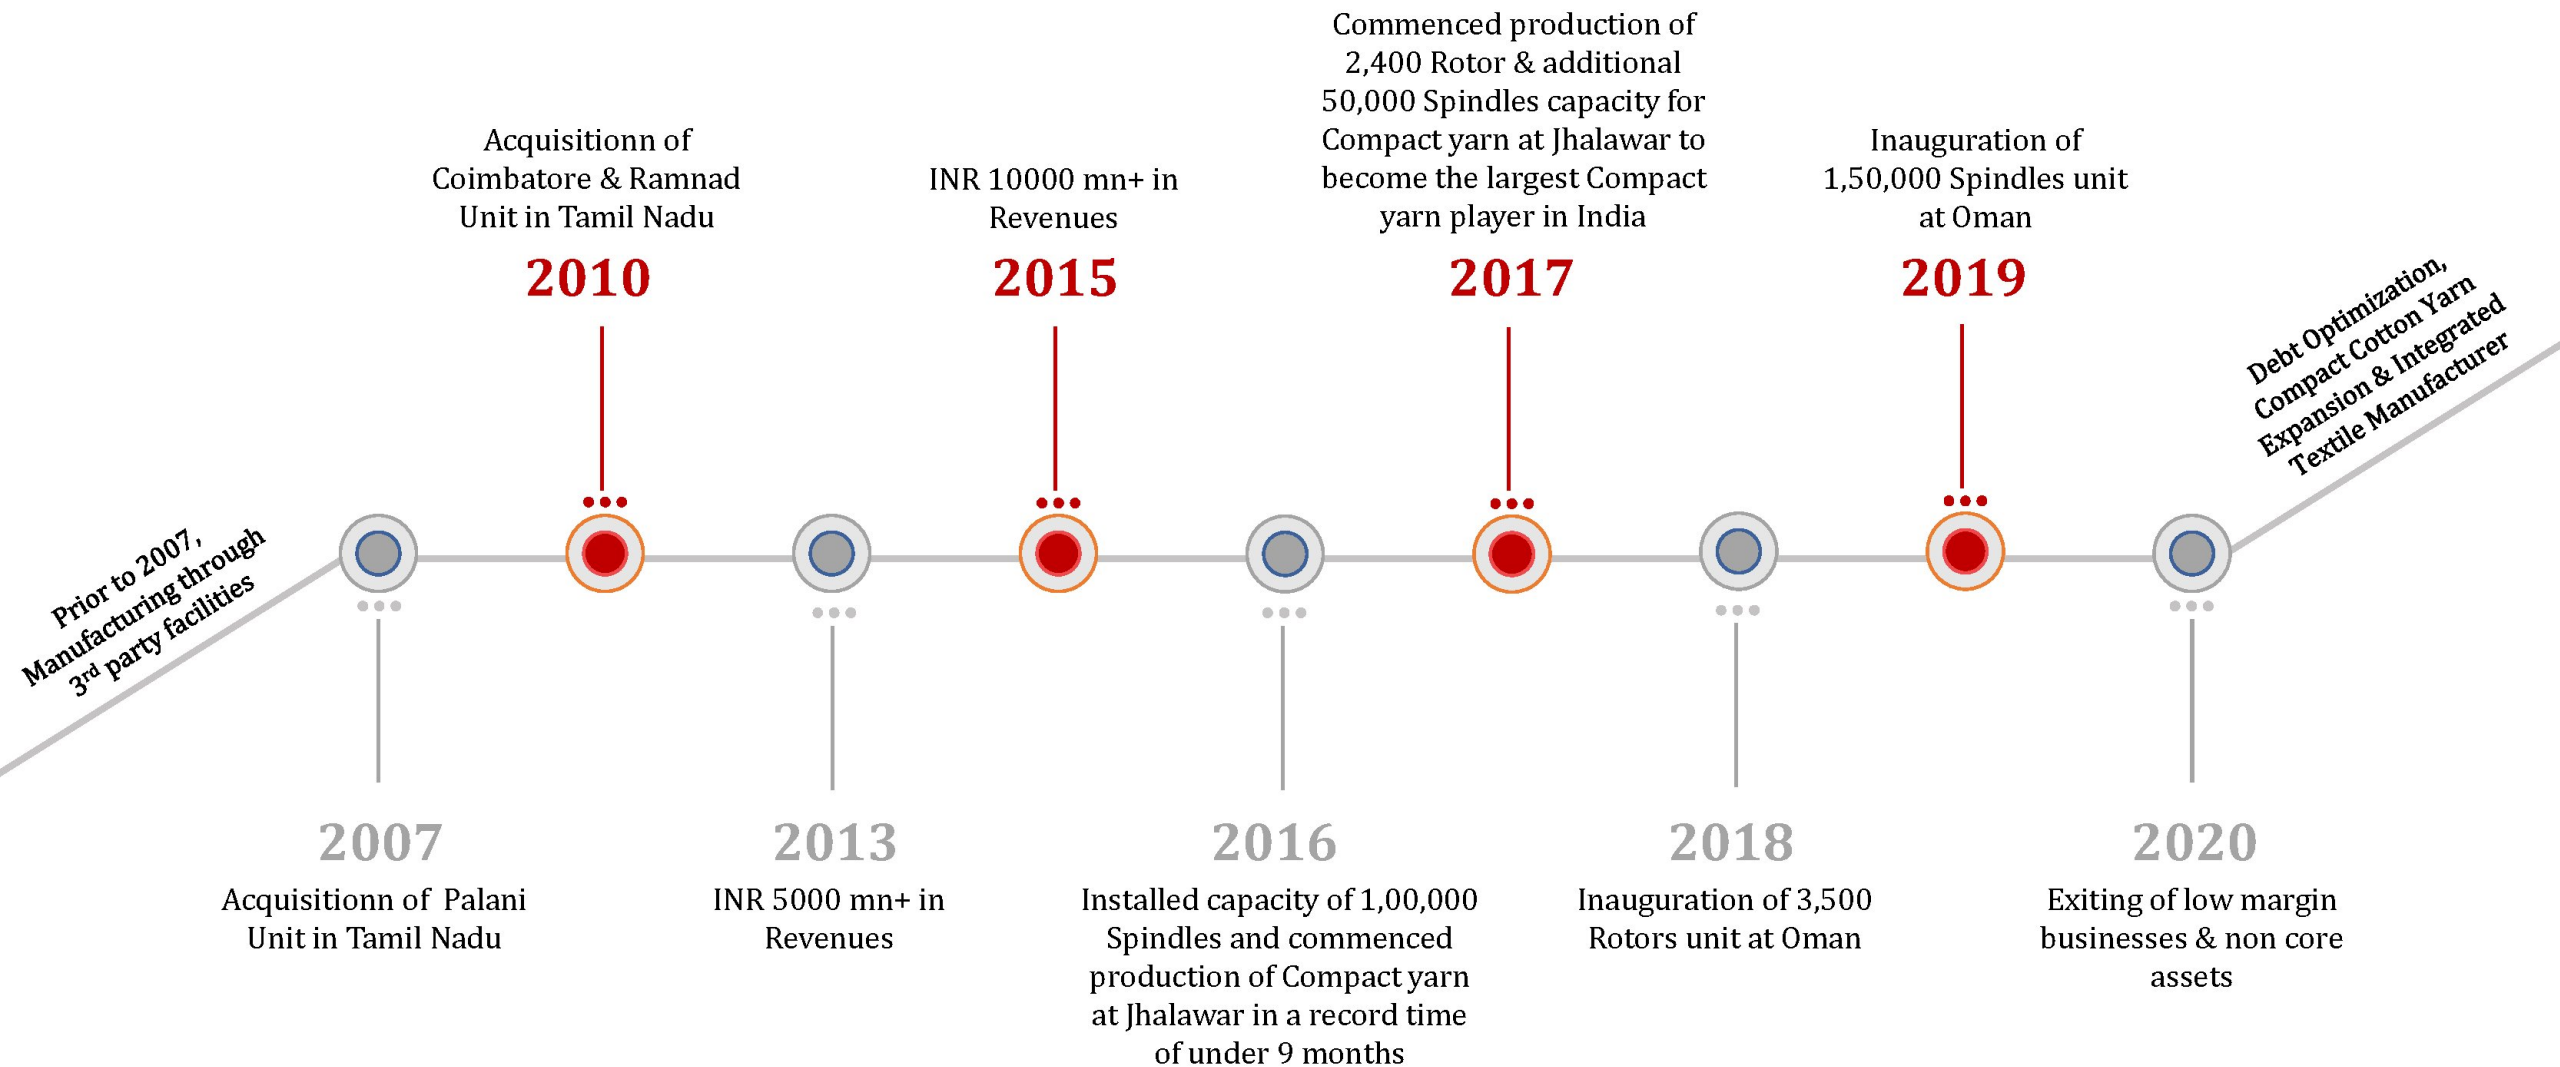 Prior to 2007,
Manufacturing through
3rd party facilities
2007
Acquisitionn of Palani
Unit in Tamil Nadu
Acquisitionn of
Coimbatore & Ramnad
Unit in Tamil Nadu
2010
2013
INR 5000 mn+ in
Revenues
INR 10000 mn+ in
Revenues
2015
2016
Installed capacity of 1,00,000
Spindles and commenced
production of Compact yarn
at Jhalawar in a record time
of under 9 months
Commenced production of
2,400 Rotor & additional
50,000 Spindles capacity for
Compact yarn at Jhalawar to
become the largest Compact
yarn player in India
2017
2018
Inauguration of 3,500
Rotors unit at Oman
Inauguration of
1,50,000 Spindles unit
at Oman
2019
2020
Exiting of low margin
businesses & non core
assets
Debt Optimization,
Compact Cotton Yarn
Expansion & Integrated
Textile Manufacturer